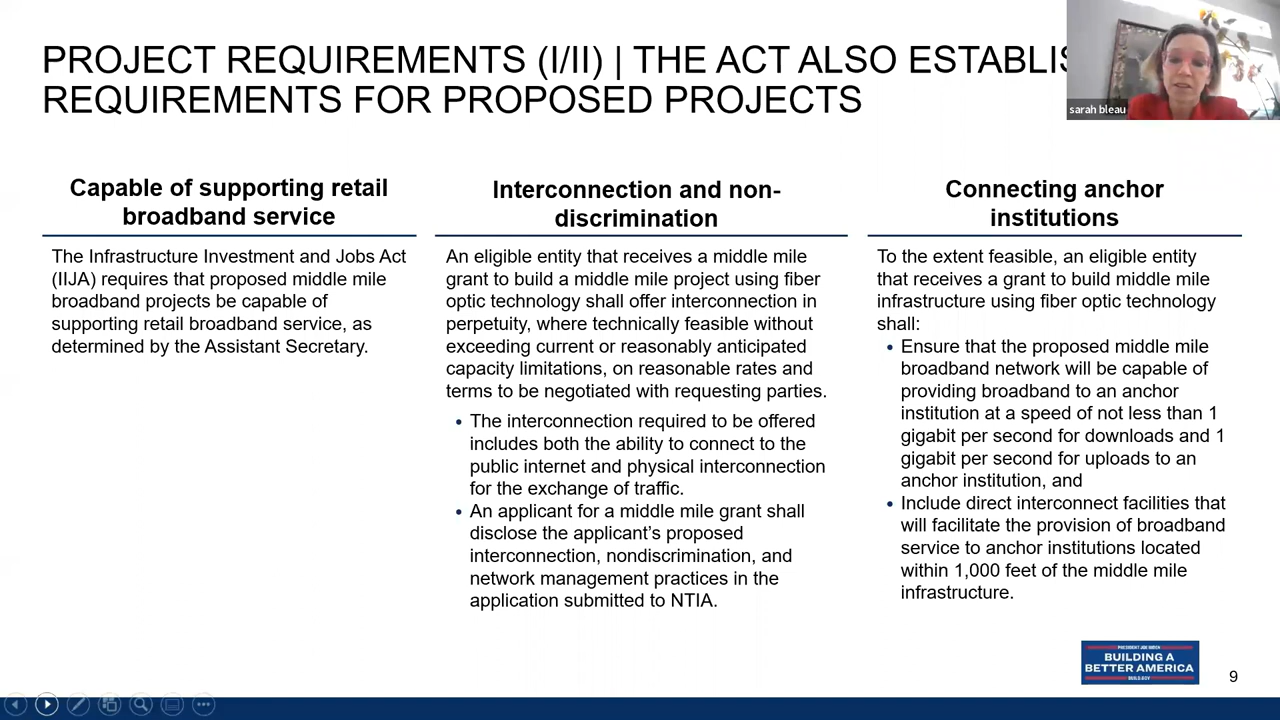 PROJECT REQUIREMENTS (I/II) | THE ACT ALSO ESTABLIS
REQUIREMENTS FOR PROPOSED PROJECTS
sarah bleau
Capable of supporting retail
broadband service
The Infrastructure Investment and Jobs Act
(IIJA) requires that proposed middle mile
broadband projects be capable of
supporting retail broadband service, as
determined by the Assistant Secretary.
Interconnection and non-
discrimination
An eligible entity that receives a middle mile
grant to build a middle mile project using fiber
optic technology shall offer interconnection in
perpetuity, where technically feasible without
exceeding current or reasonably anticipated
capacity limitations, on reasonable rates and
terms to be negotiated with requesting parties.
• The interconnection required to be offered
includes both the ability to connect to the
public internet and physical interconnection
for the exchange of traffic.
• An applicant for a middle mile grant shall
disclose the applicant’s proposed
interconnection, nondiscrimination, and
network management practices in the
application submitted to NTIA.
Connecting anchor
institutions
To the extent feasible, an eligible entity
that receives a grant to build middle mile
infrastructure using fiber optic technology
shall:
• Ensure that the proposed middle mile
broadband network will be capable of
providing broadband to an anchor
institution at a speed of not less than 1
gigabit per second for downloads and 1
gigabit per second for uploads to an
anchor institution, and
• Include direct interconnect facilities that
will facilitate the provision of broadband
service to anchor institutions located
within 1,000 feet of the middle mile
infrastructure.
PRESIDENT JOE BIDEN
BUILDING A
BETTER AMERICA
BUILD.GOV
9